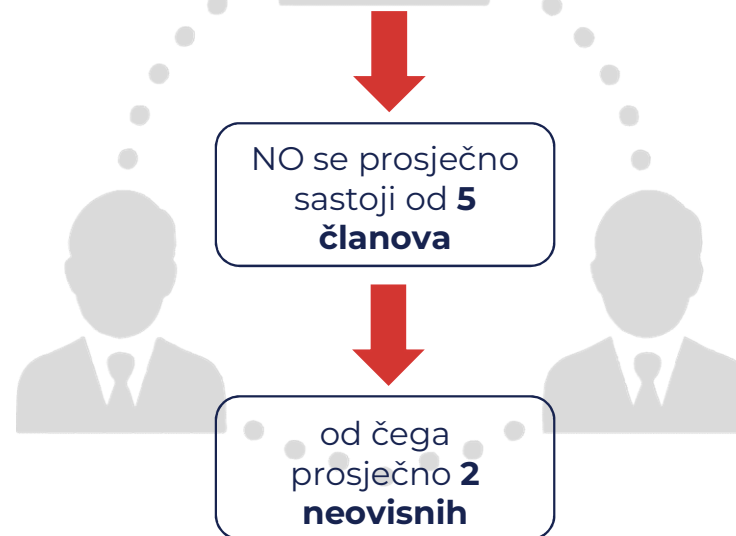 NO se prosječno
sastoji od 5
članova
od čega
prosječno 2
neovisnih